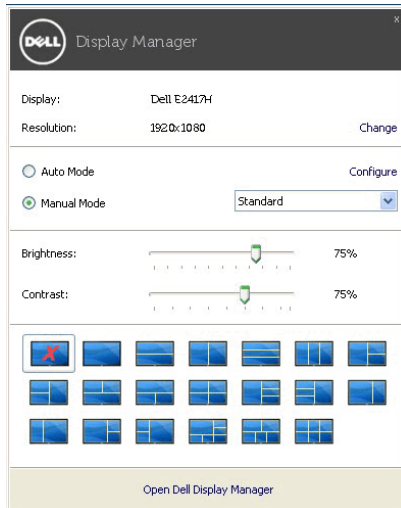 x
DELL Display Manager
Display: Dell E2417H
Resolution: 1920x1080 Change
Auto Mode Configure
Manual Mode Standard
Brightness: 75%
Contrast: 75%
Open Dell Display Manager